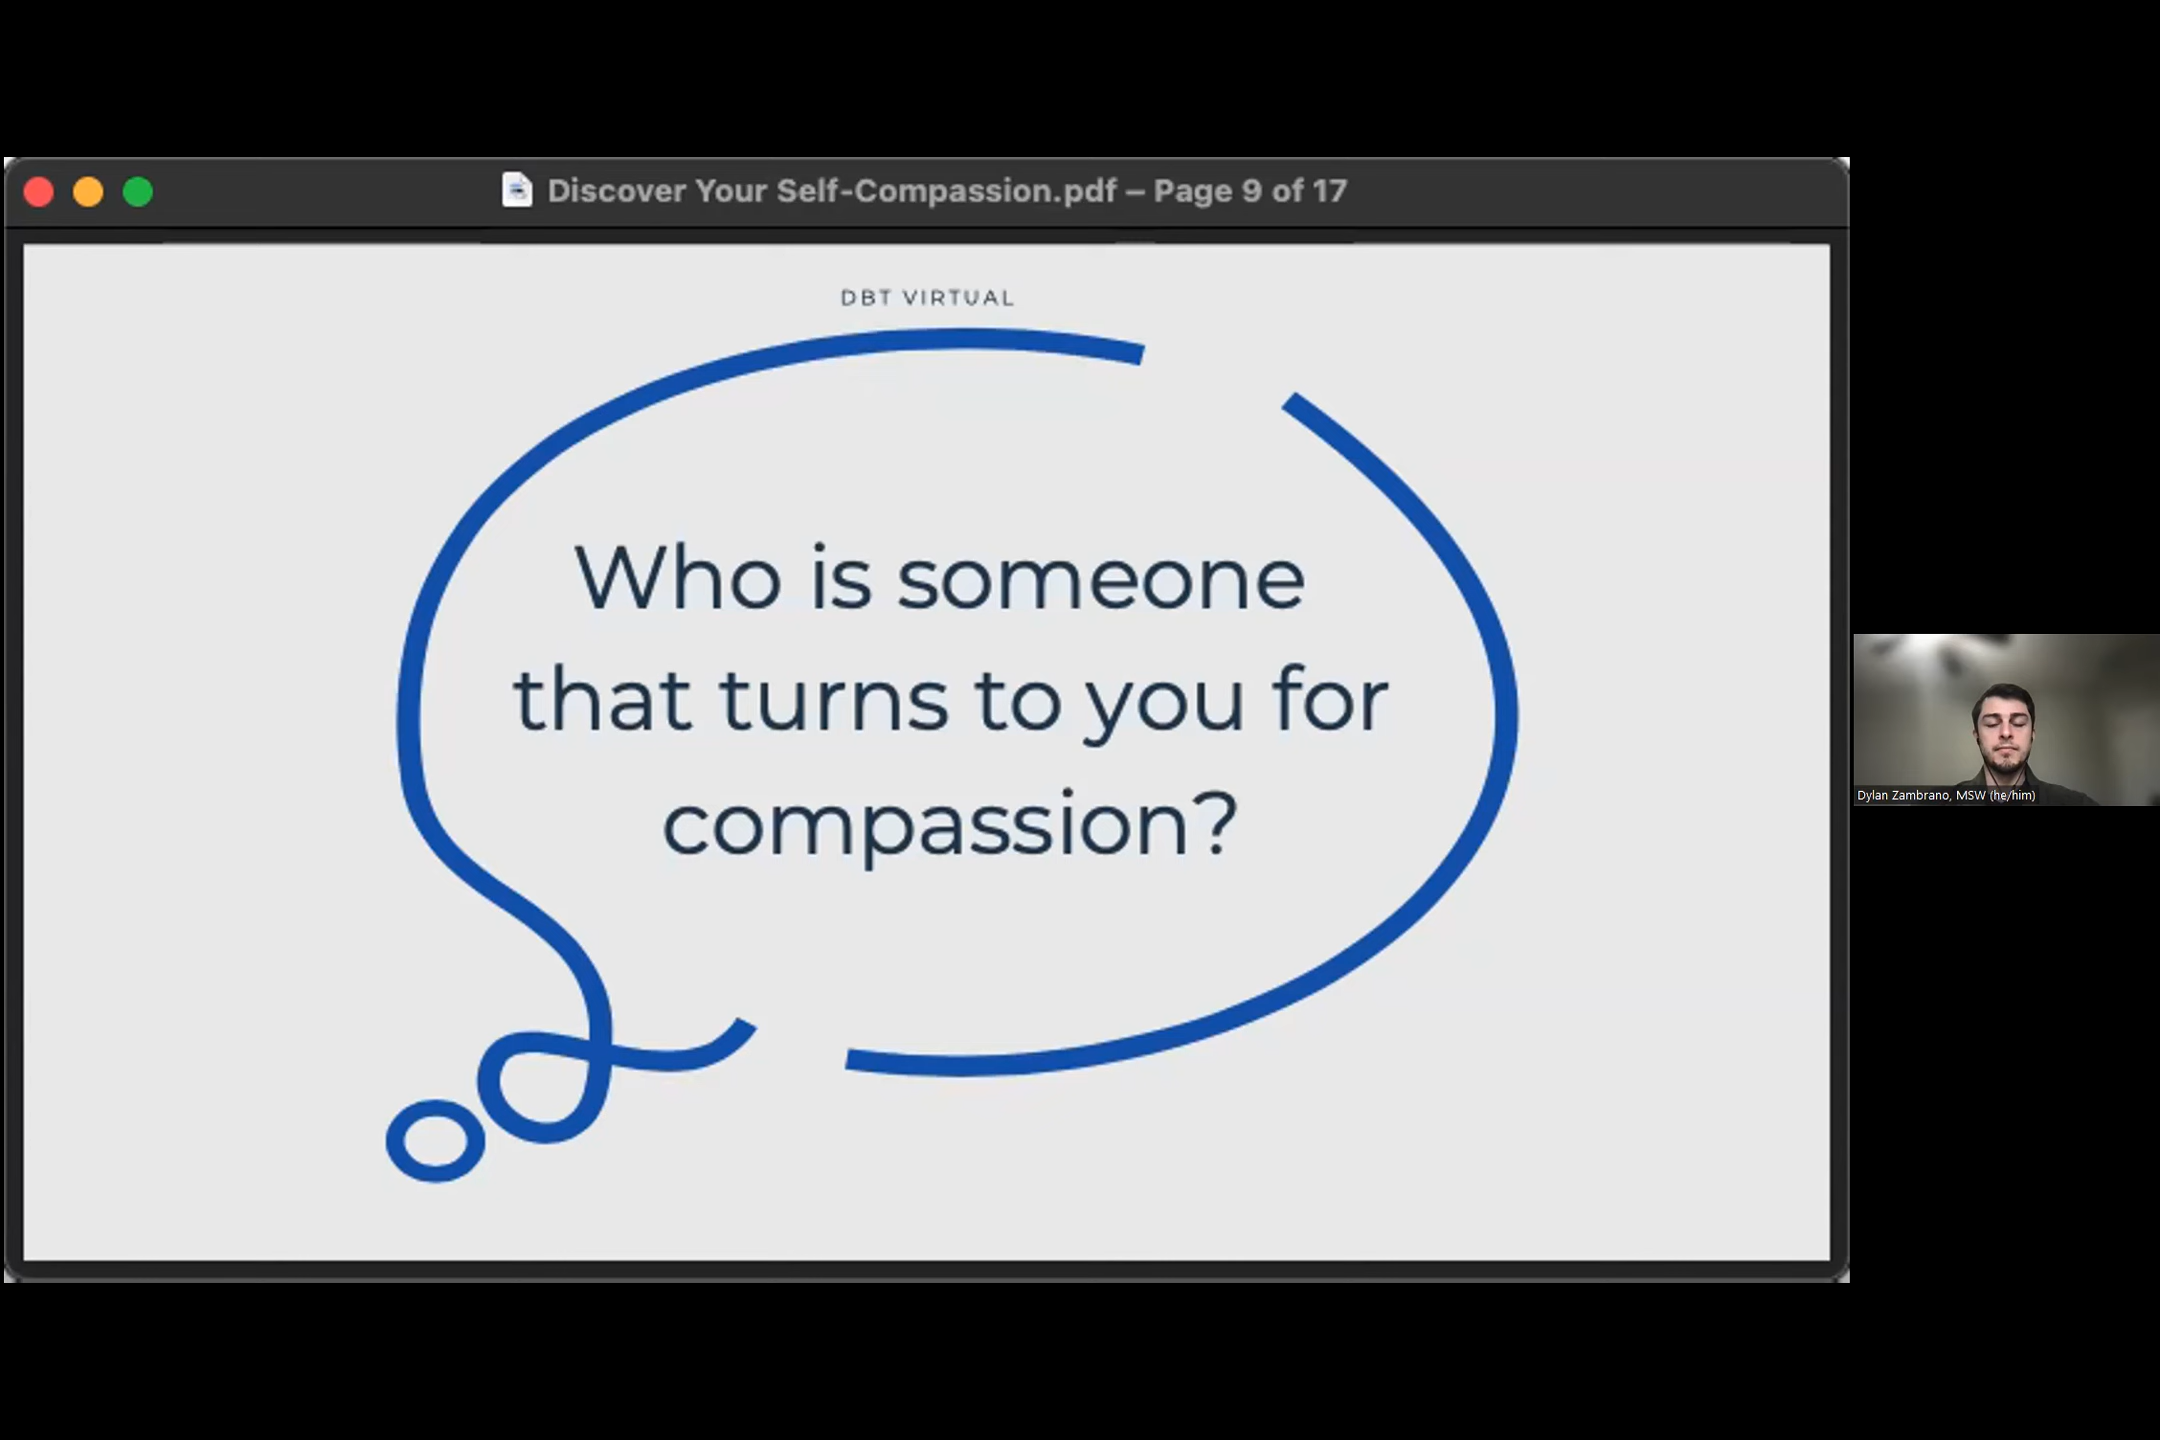 Discover Your Self-Compassion.pdf – Page 9 of 17
DBT VIRTUAL
Who is someone
that turns to you for
compassion?
Dylan Zambrano, MSW (he/him)